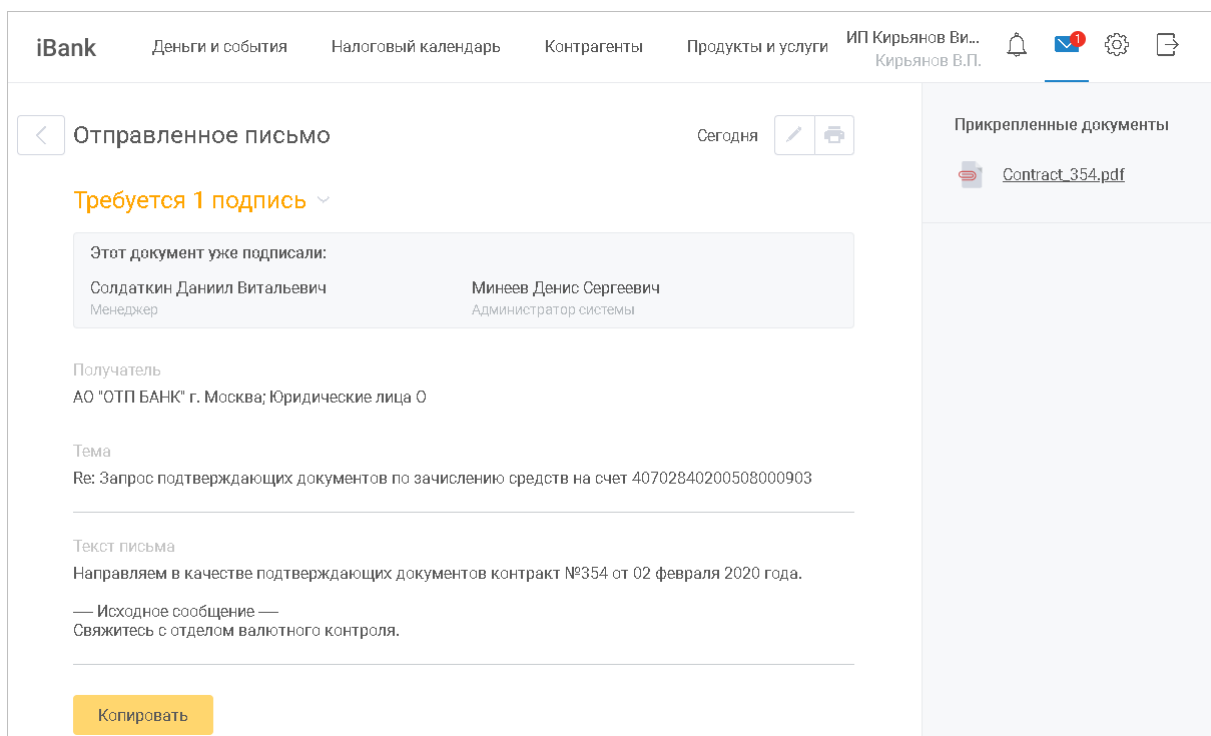 iBank Деньги и события Налоговый календарь Контрагенты Продукты и услуги ИП Кирьянов Ви... 1
Кирьянов В.П.
Отправленное письмо Сегодня
Прикрепленные документы
Contract_354.pdf
Требуется 1 подпись
Этот документ уже подписали:
Солдаткин Даниил Витальевич Минеев Денис Сергеевич
Менеджер Администратор системы
Получатель
АО "ОТП БАНК" г. Москва; Юридические лица О
Тема
Re: Запрос подтверждающих документов по зачислению средств на счет 40702840200508000903
Текст письма
Направляем в качестве подтверждающих документов контракт №354 от 02 февраля 2020 года.
–– Исходное сообщение ––
Свяжитесь с отделом валютного контроля.
Копировать